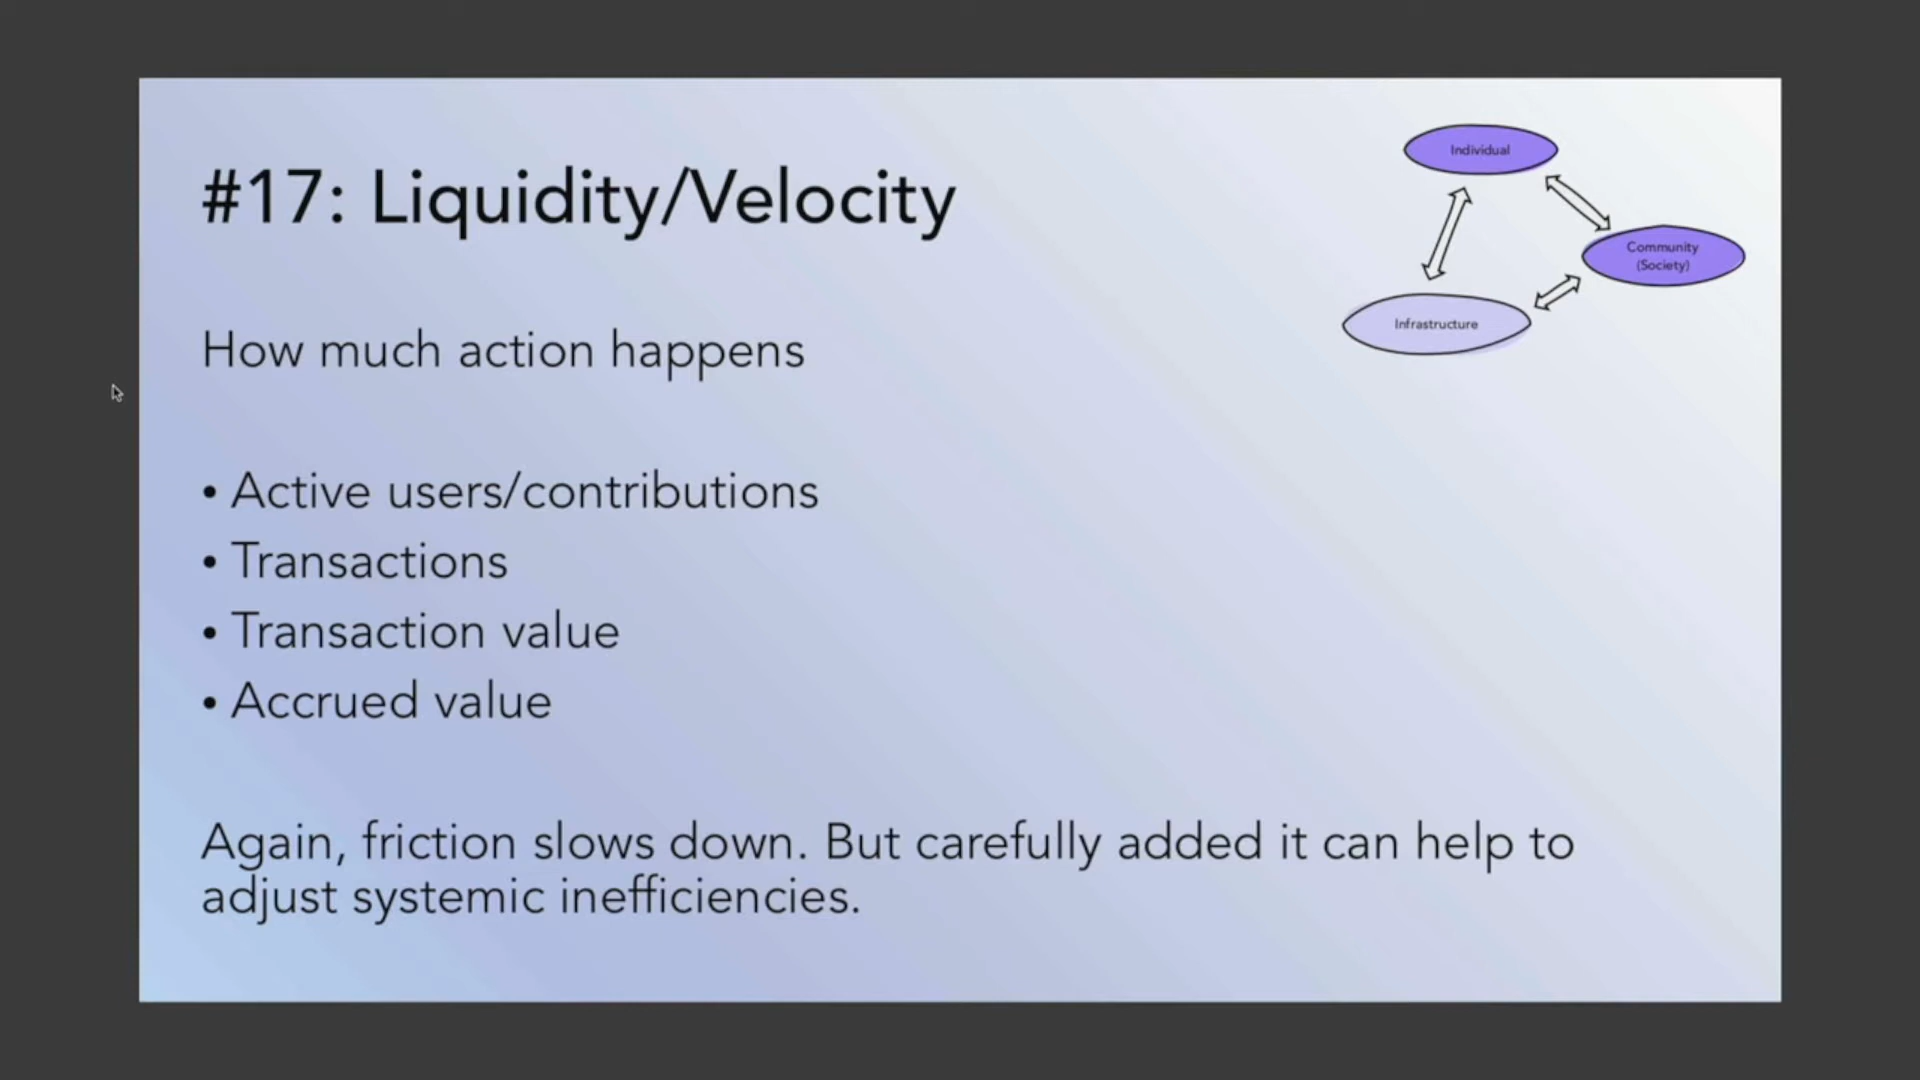 #17: Liquidity/Velocity
Individual
Community
(Society)
Infrastructure
How much action happens
• Active users/contributions
• Transactions
• Transaction value
• Accrued value
Again, friction slows down. But carefully added it can help to
adjust systemic inefficiencies.